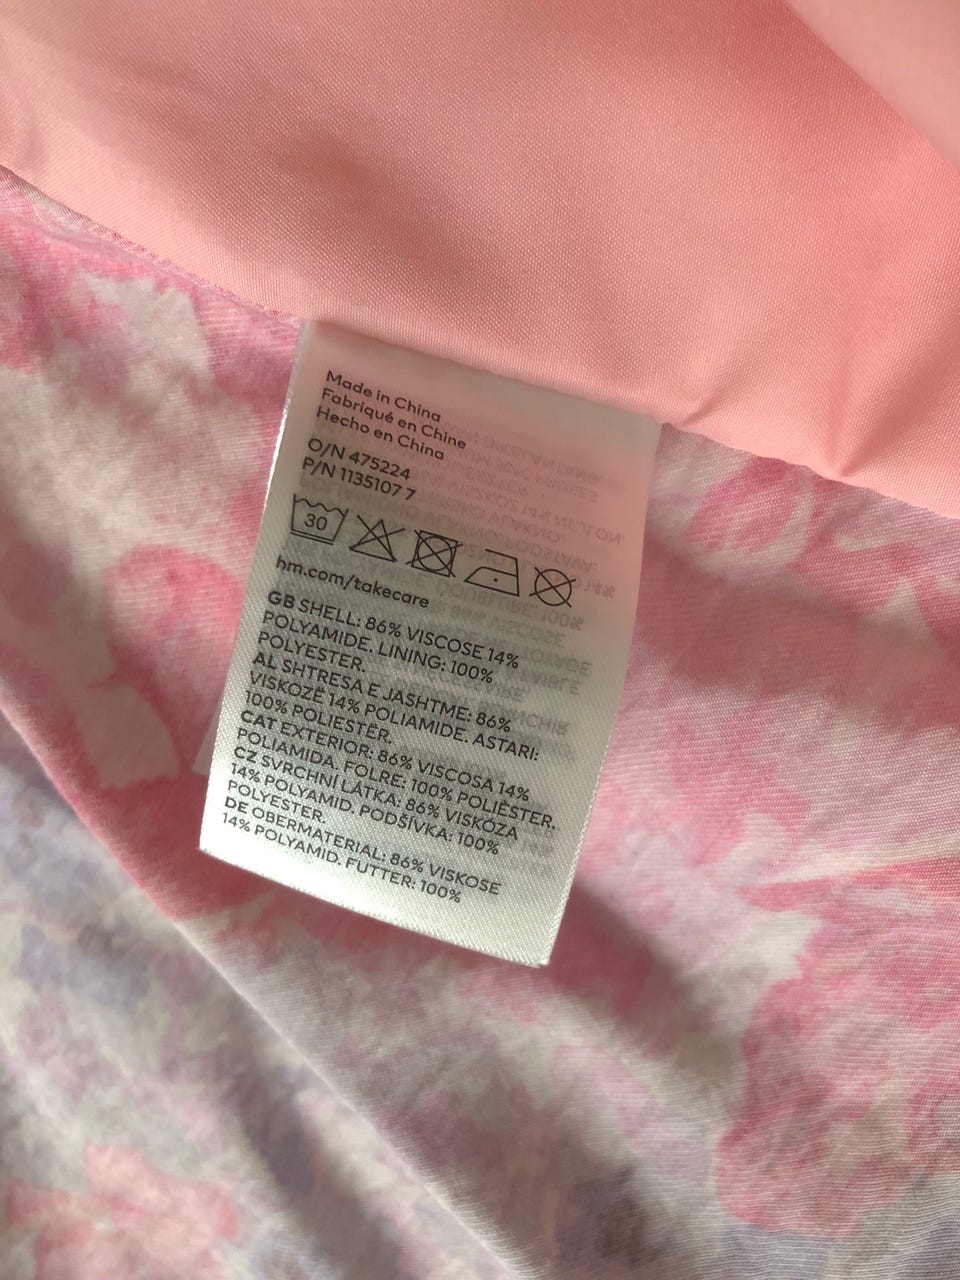 Made in China
Fabriqué en Chine
Hecho en China
O/N 475224
P/N 1135107 7
30
hm.com/takecare
GB SHELL: 86% VISCOSE 14%
POLYAMIDE. LINING: 100%
POLYESTER.
AL SHTRESA E JASHTME: 86%
VISKOZË 14% POLIAMIDE. ASTARI:
100% POLIESTËR.
CAT EXTERIOR: 86% VISCOSA 14%
POLIAMIDA. FOLRE: 100% POLIÈSTER.
CZ SVRCHNÍ LÁTKA: 86% VISKÓZA
14% POLYAMID. PODŠÍVKA: 100%
POLYESTER.
DE OBERMATERIAL: 86% VISKOSE
14% POLYAMID. FUTTER: 100%